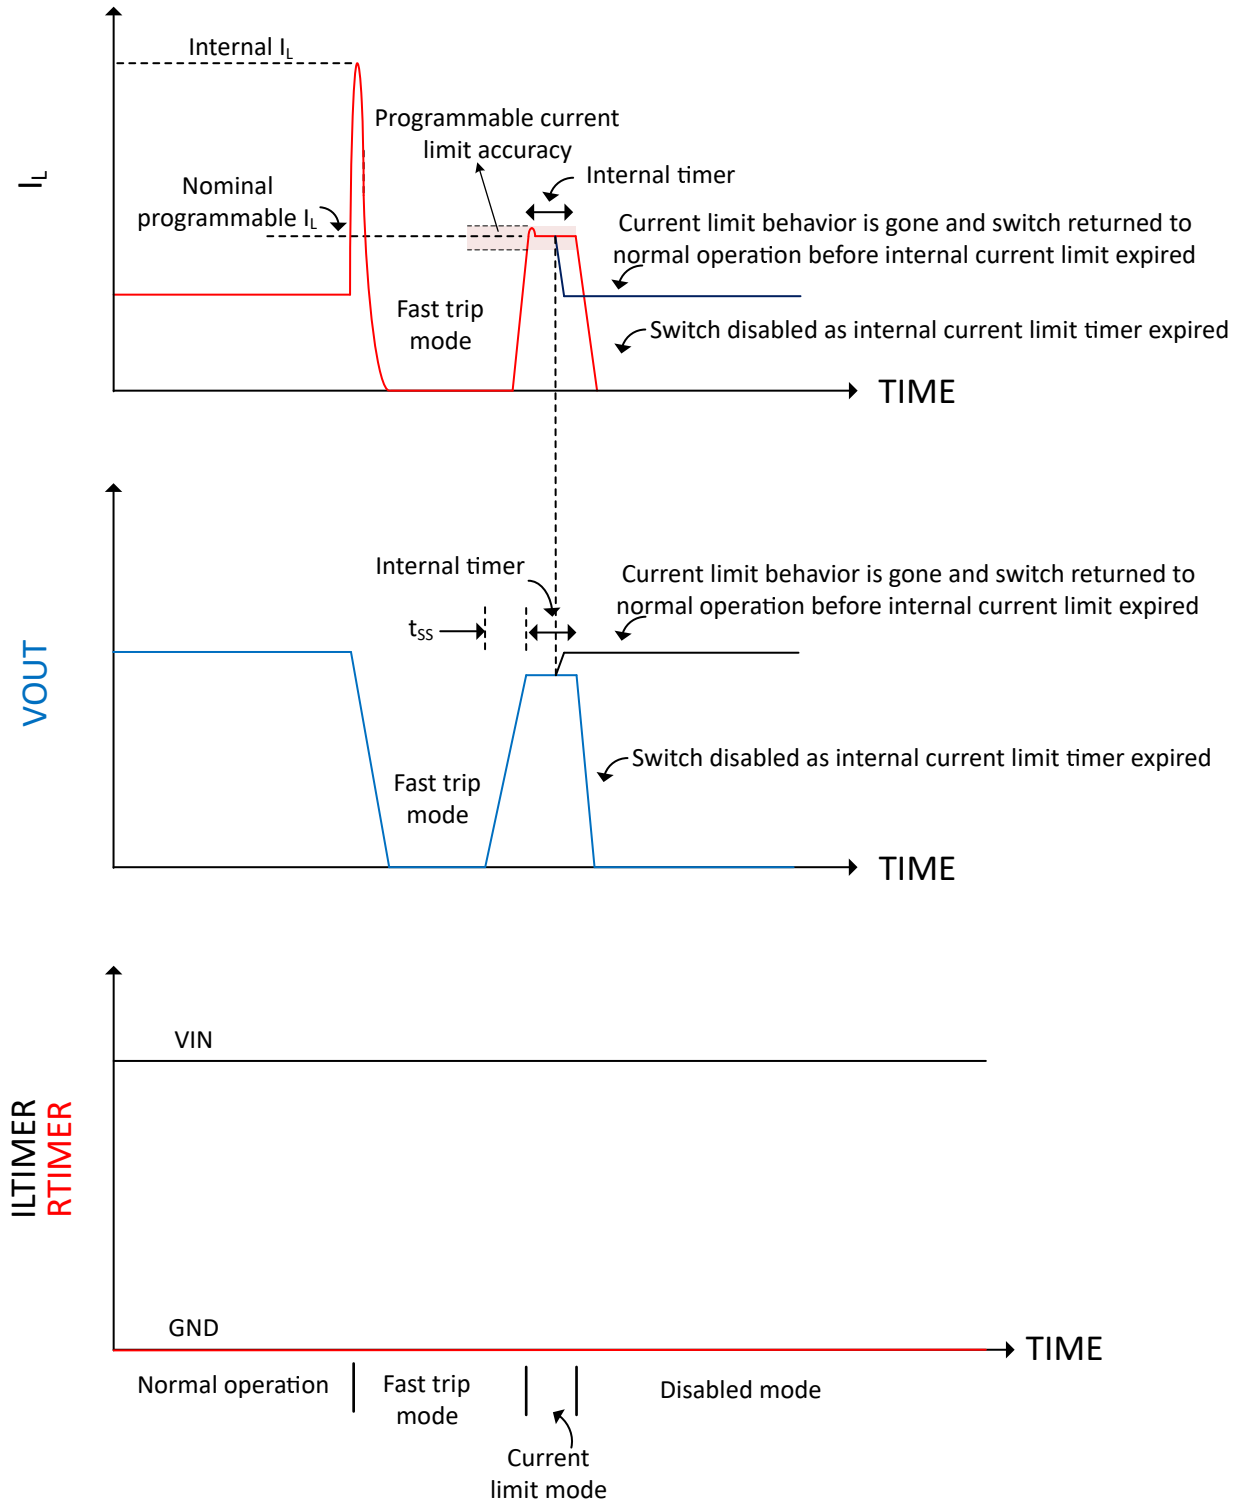 Internal IL
Programmable current
limit accuracy
Internal timer
Nominal
programmable IL
IL
Current limit behavior is gone and switch returned to
normal operation before internal current limit expired
Fast trip
mode
Switch disabled as internal current limit timer expired
TIME
Internal timer
Current limit behavior is gone and switch returned to
normal operation before internal current limit expired
tSS
VOUT
Switch disabled as internal current limit timer expired
Fast trip
mode
TIME
VIN
ILTIMER
RTIMER
GND
TIME
Normal operation
Fast trip
mode
Disabled mode
Current
limit mode